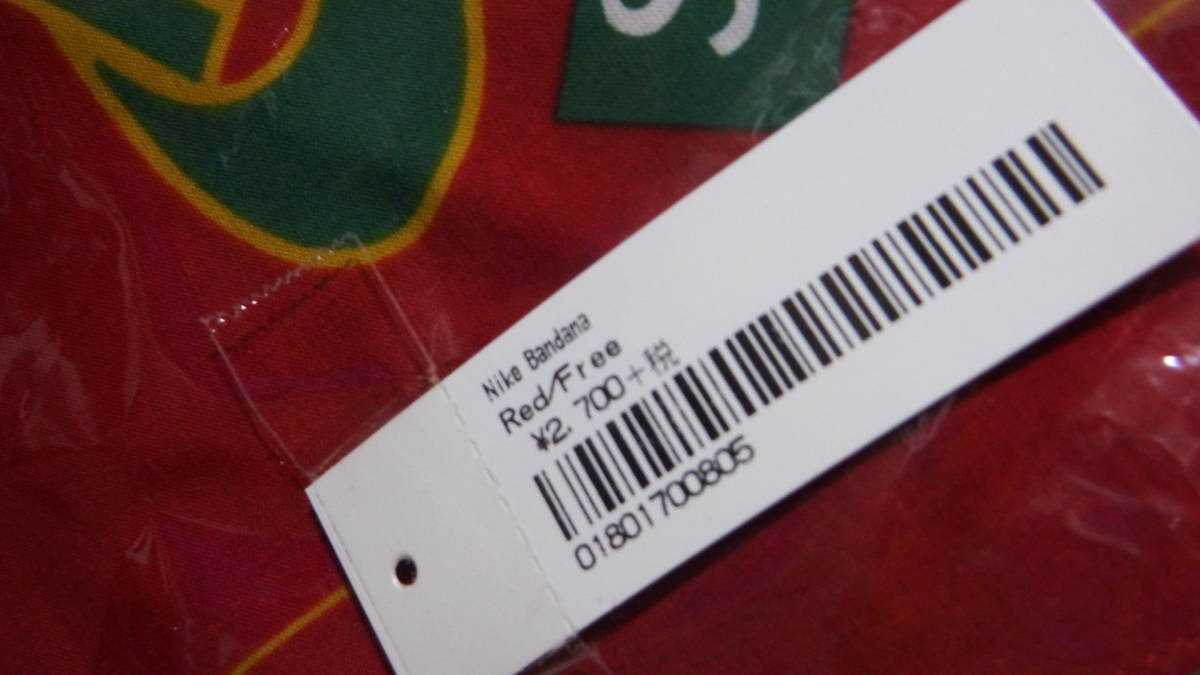 Nike Bandana
Red/Free
¥2,700+税
01801700805